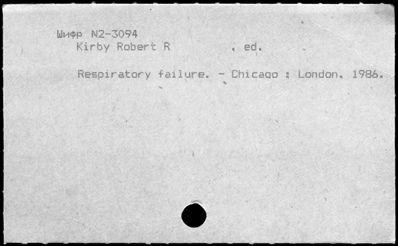 Шифр N2-3094
Kirby Robert R , ed.
Respiratory failure. - Chicago : London, 1986.